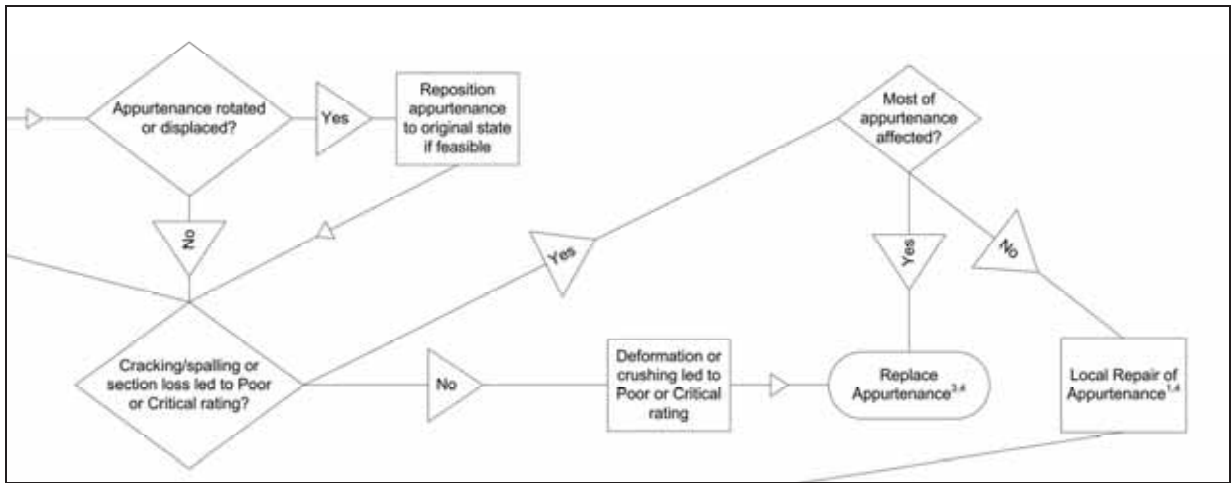 Appurtenance rotated
or displaced?
Yes
Reposition
appurtenance
to original state
if feasible
Most of
appurtenance
affected?
No
Yes
Yes
No
Cracking/spalling or
section loss led to Poor
or Critical rating?
No
Deformation or
crushing led to
Poor or Critical
rating
Replace
Appurtenance³,⁴
Local Repair of
Appurtenance¹,⁴